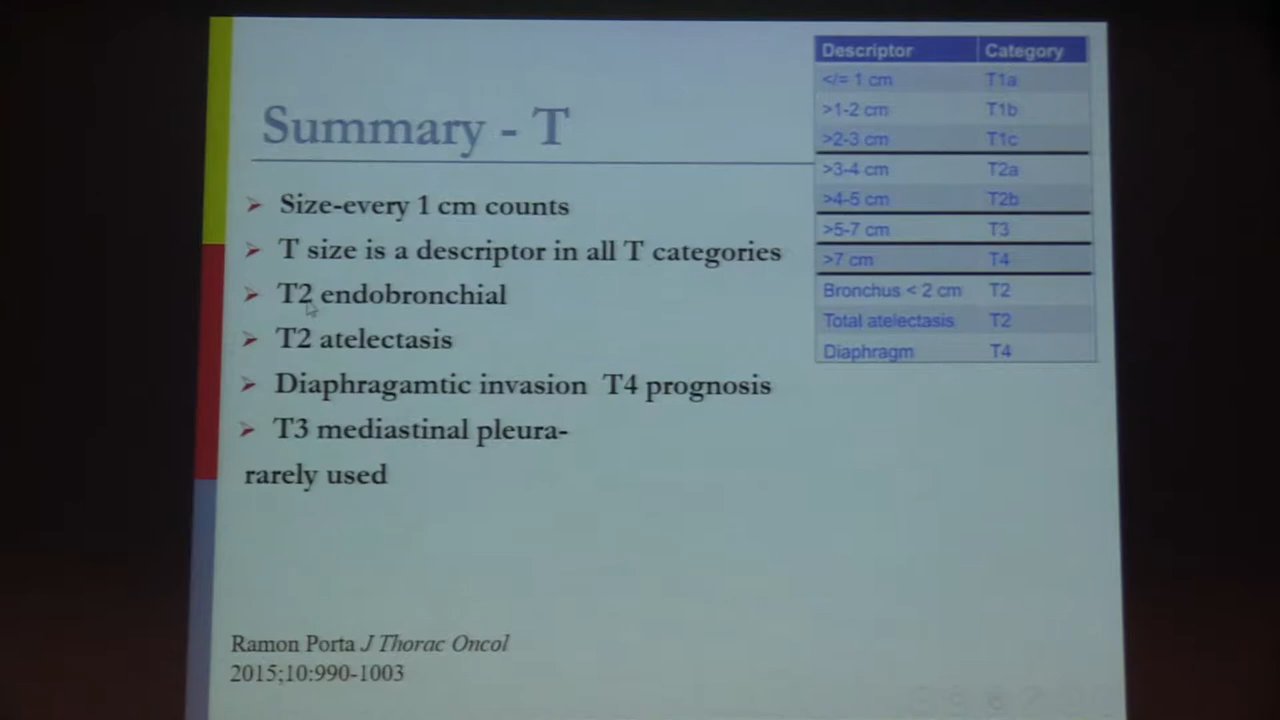 Summary - T
Size-every 1 cm counts
T size is a descriptor in all T categories
T2 endobronchial
T2 atelectasis
Diaphragamtic invasion T4 prognosis
T3 mediastinal pleura-
rarely used
Descriptor Category
</= 1 cm T1a
>1-2 cm T1b
>2-3 cm T1c
>3-4 cm T2a
>4-5 cm T2b
>5-7 cm T3
>7 cm T4
Bronchus < 2 cm T2
Total atelectasis T2
Diaphragm T4
Ramon Porta J Thorac Oncol
2015;10:990-1003